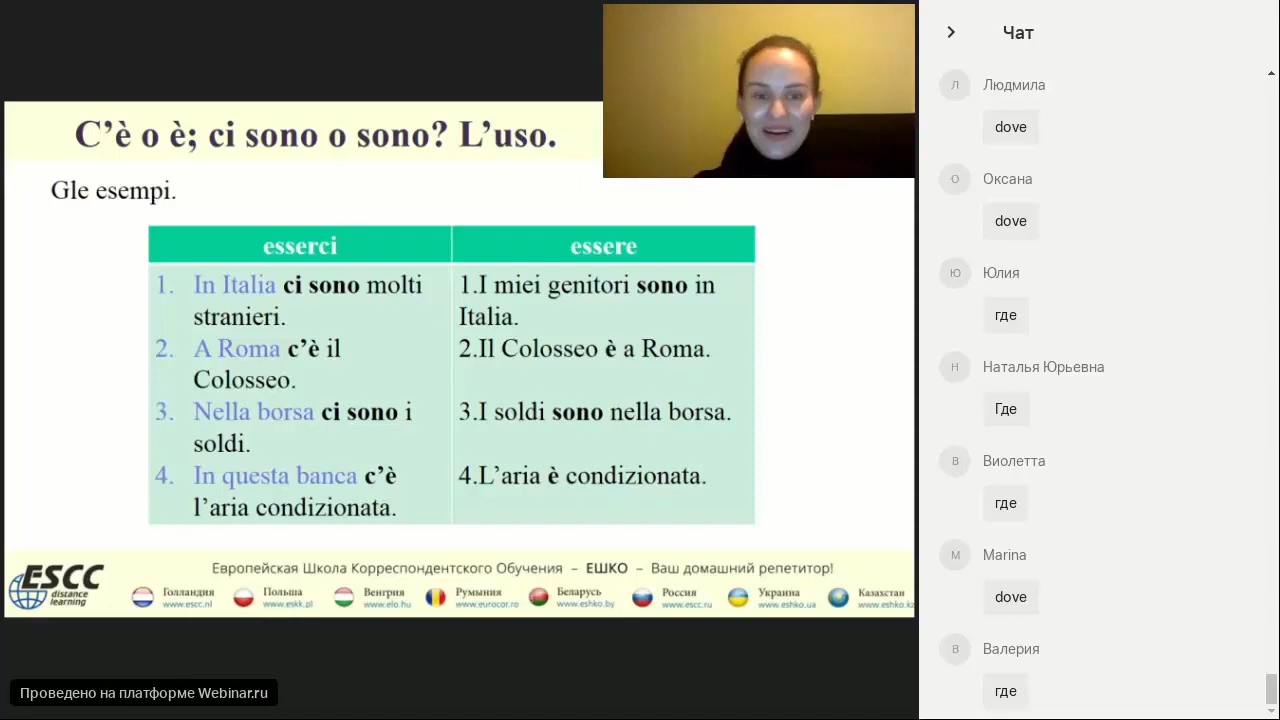 C’è o è; ci sono o sono? L’uso.
Gle esempi.
esserci
1. In Italia ci sono molti
stranieri.
2. A Roma c’è il
Colosseo.
3. Nella borsa ci sono i
soldi.
4. In questa banca c’è
l’aria condizionata.
essere
1.I miei genitori sono in
Italia.
2.Il Colosseo è a Roma.
3.I soldi sono nella borsa.
4.L’aria è condizionata.
ESCC
distance
learning
Европейская Школа Корреспондентского Обучения – ЕШКО – Ваш домашний репетитор!
Голландия
www.escc.nl
Польша
www.eskk.pl
Венгрия
www.elo.hu
Румыния
www.eurocor.ro
Беларусь
www.eshko.by
Россия
www.escc.ru
Украина
www.eshko.ua
Казахстан
www.eshko.kz
Проведено на платформе Webinar.ru
Чат
Л Людмила
dove
О Оксана
dove
Ю Юлия
где
Н Наталья Юрьевна
Где
В Виолетта
где
M Marina
dove
В Валерия
где